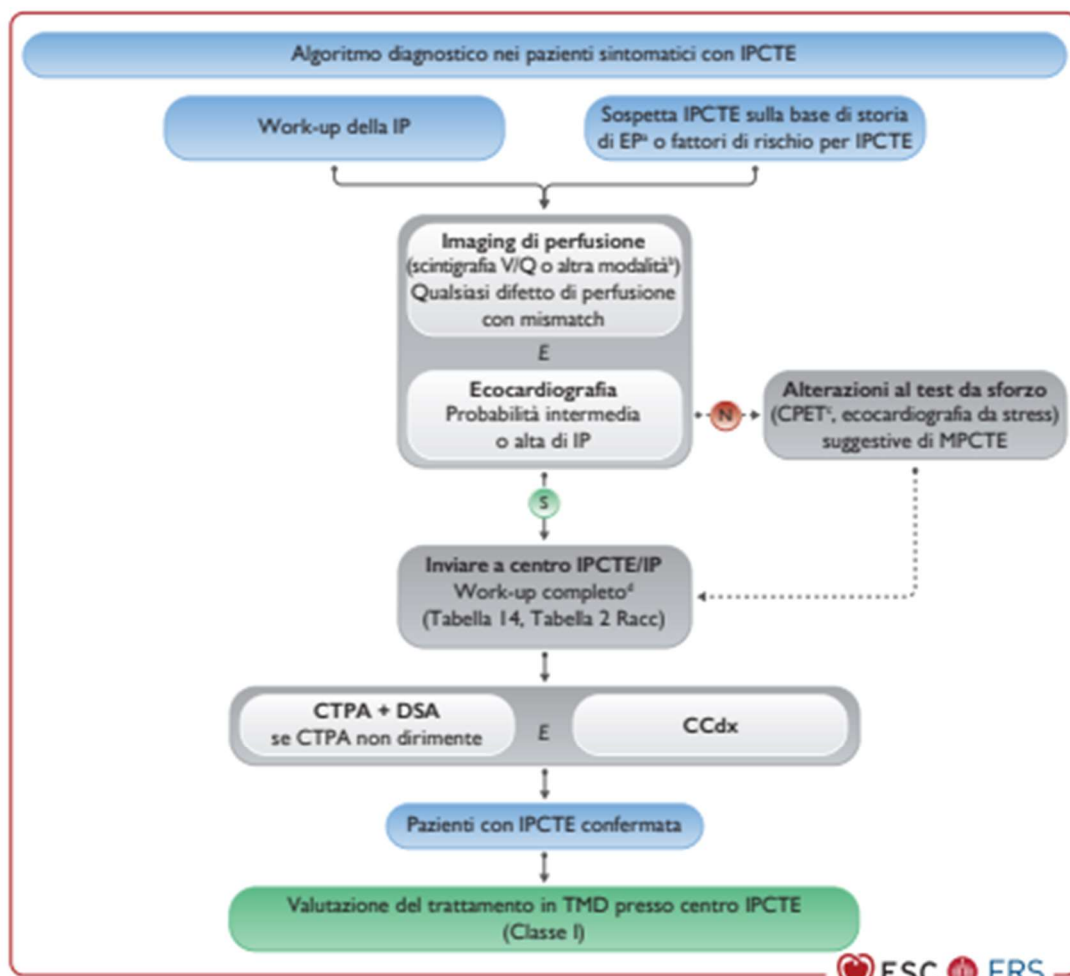 Algoritmo diagnostico nei pazienti sintomatici con IPCTE
Work-up della IP
Sospetta IPCTE sulla base di storia
di EPª o fattori di rischio per IPCTE
Imaging di perfusione
(scintigrafia V/Q o altra modalitàᵇ)
Qualsiasi difetto di perfusione
con mismatch
E
Ecocardiografia
Probabilità intermedia
o alta di IP
N
Alterazioni al test da sforzo
(CPETᶜ, ecocardiografia da stress)
suggestive di MPCTE
S
Inviare a centro IPCTE/IP
Work-up completoᵈ
(Tabella 14, Tabella 2 Racc)
CTPA + DSA
se CTPA non dirimente
E
CCdx
Pazienti con IPCTE confermata
Valutazione del trattamento in TMD presso centro IPCTE
(Classe I)
ESC ERS